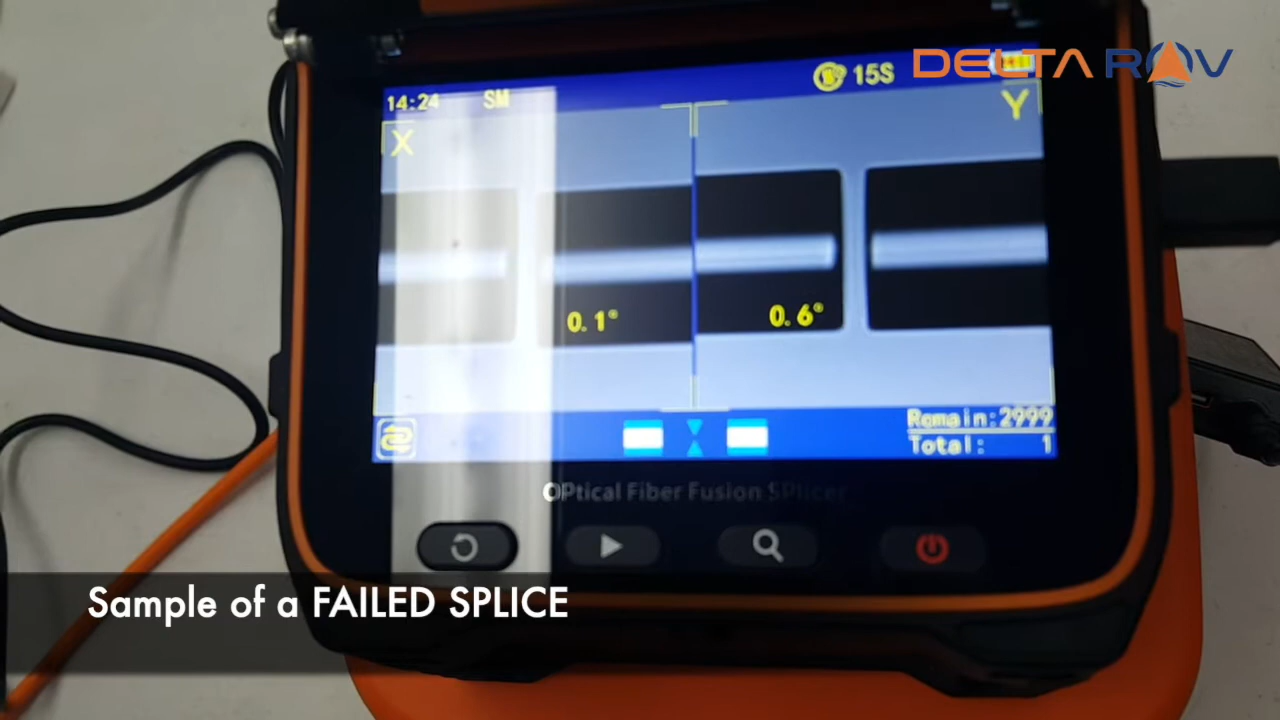 DELTA ROV
14:24 SM 15S
X Y
0.1° 0.6°
Remain:2999
Total: 1
OPtical Fiber Fusion SPlicer
Sample of a FAILED SPLICE